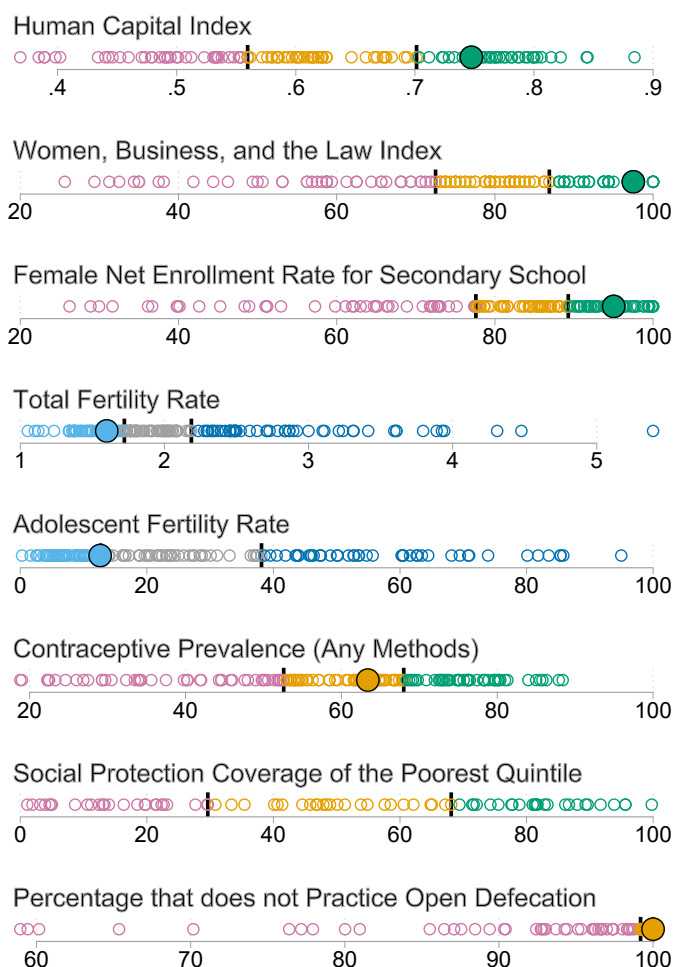 Human Capital Index
.4 .5 .6 .7 .8 .9
Women, Business, and the Law Index
20 40 60 80 100
Female Net Enrollment Rate for Secondary School
20 40 60 80 100
Total Fertility Rate
1 2 3 4 5
Adolescent Fertility Rate
0 20 40 60 80 100
Contraceptive Prevalence (Any Methods)
20 40 60 80 100
Social Protection Coverage of the Poorest Quintile
0 20 40 60 80 100
Percentage that does not Practice Open Defecation
60 70 80 90 100